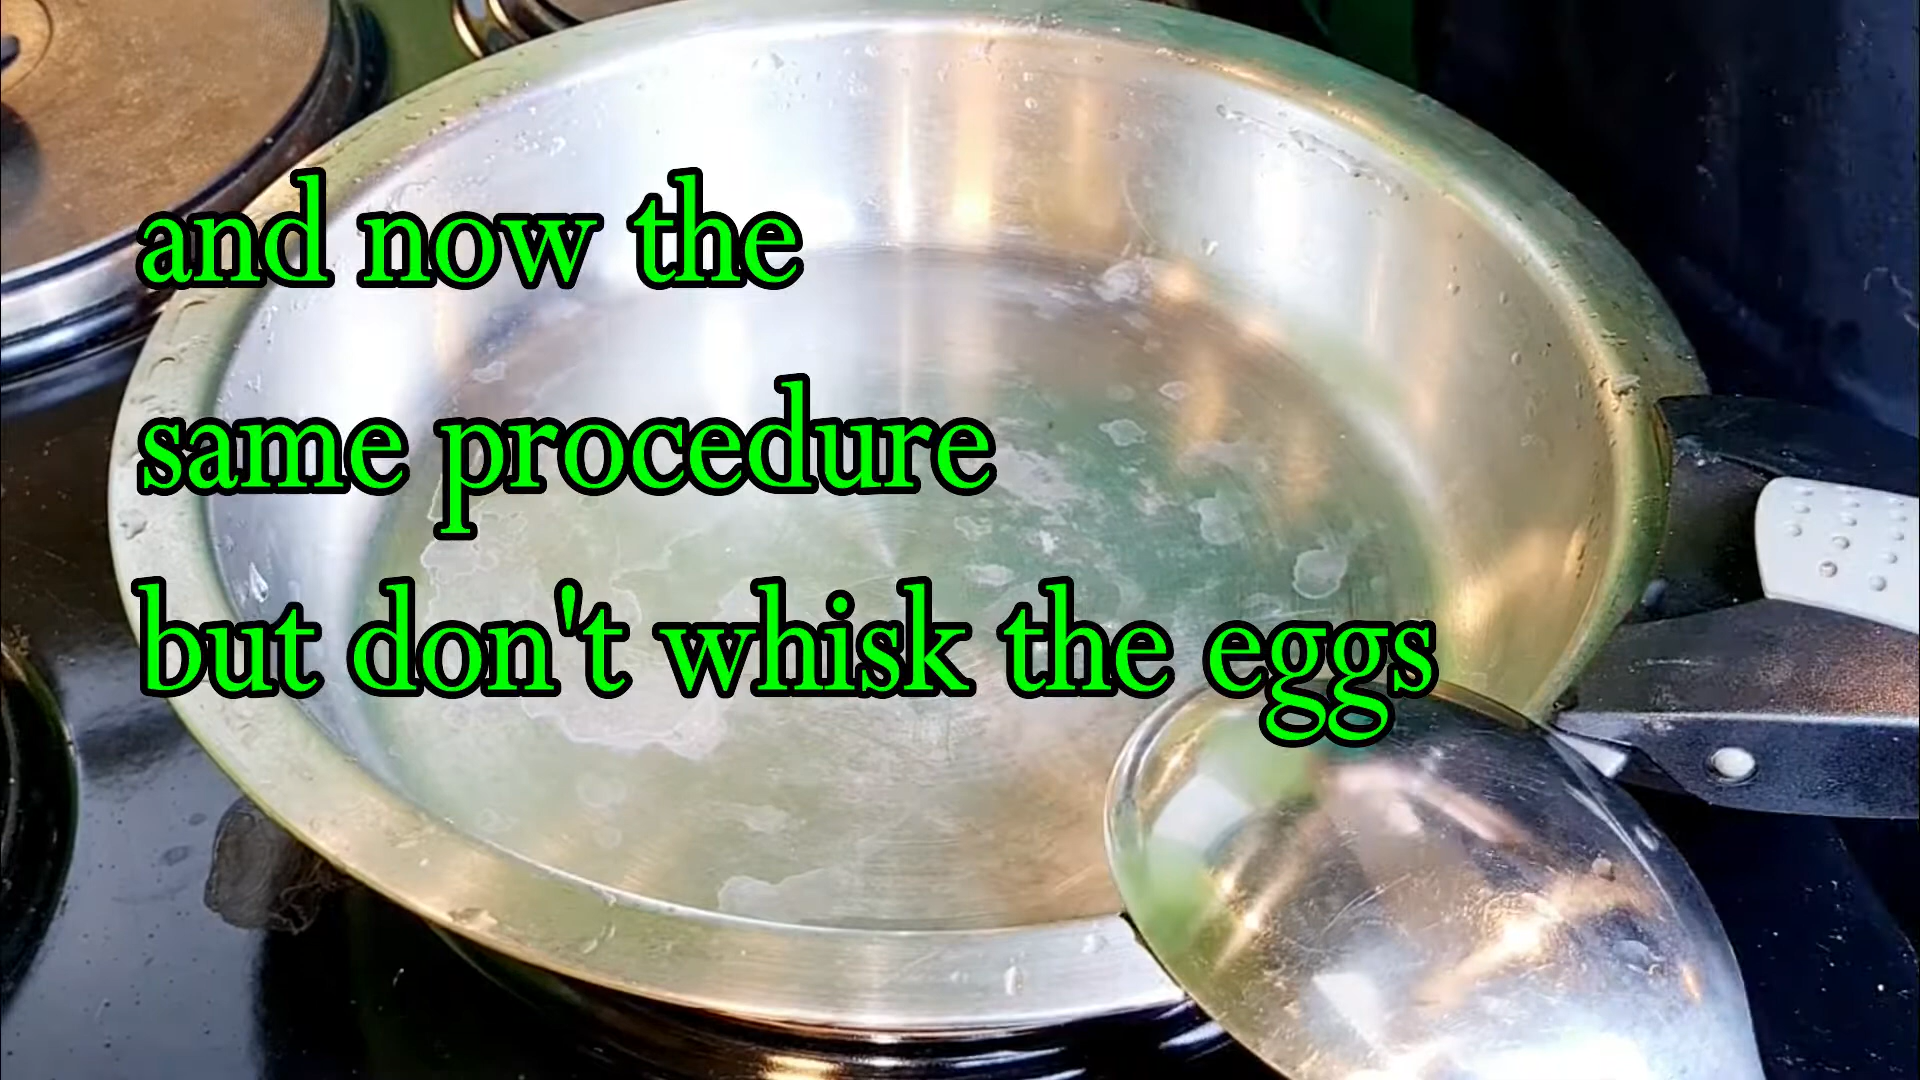 and now the
same procedure
but don't whisk the eggs